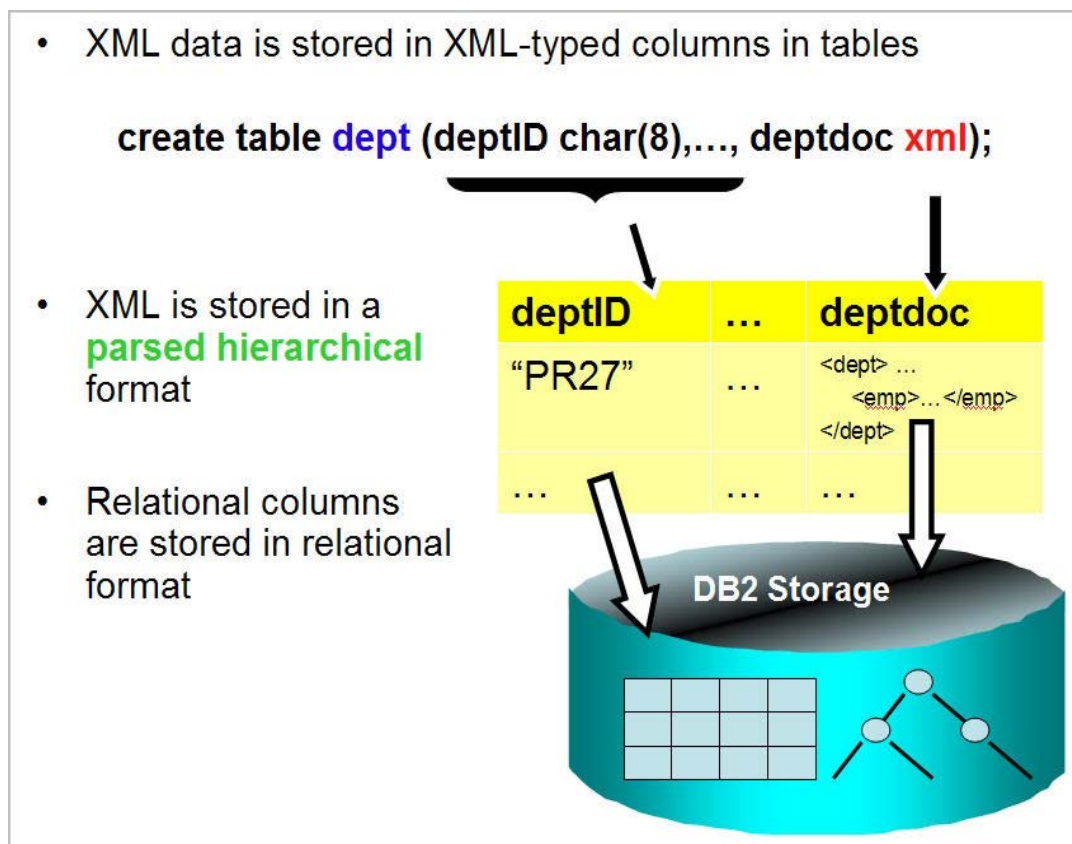 • XML data is stored in XML-typed columns in tables
create table dept (deptID char(8),…, deptdoc xml);
• XML is stored in a
parsed hierarchical
format
• Relational columns
are stored in relational
format
deptID … deptdoc
“PR27” … <dept> …
<emp>… </emp>
</dept>
… … …
DB2 Storage